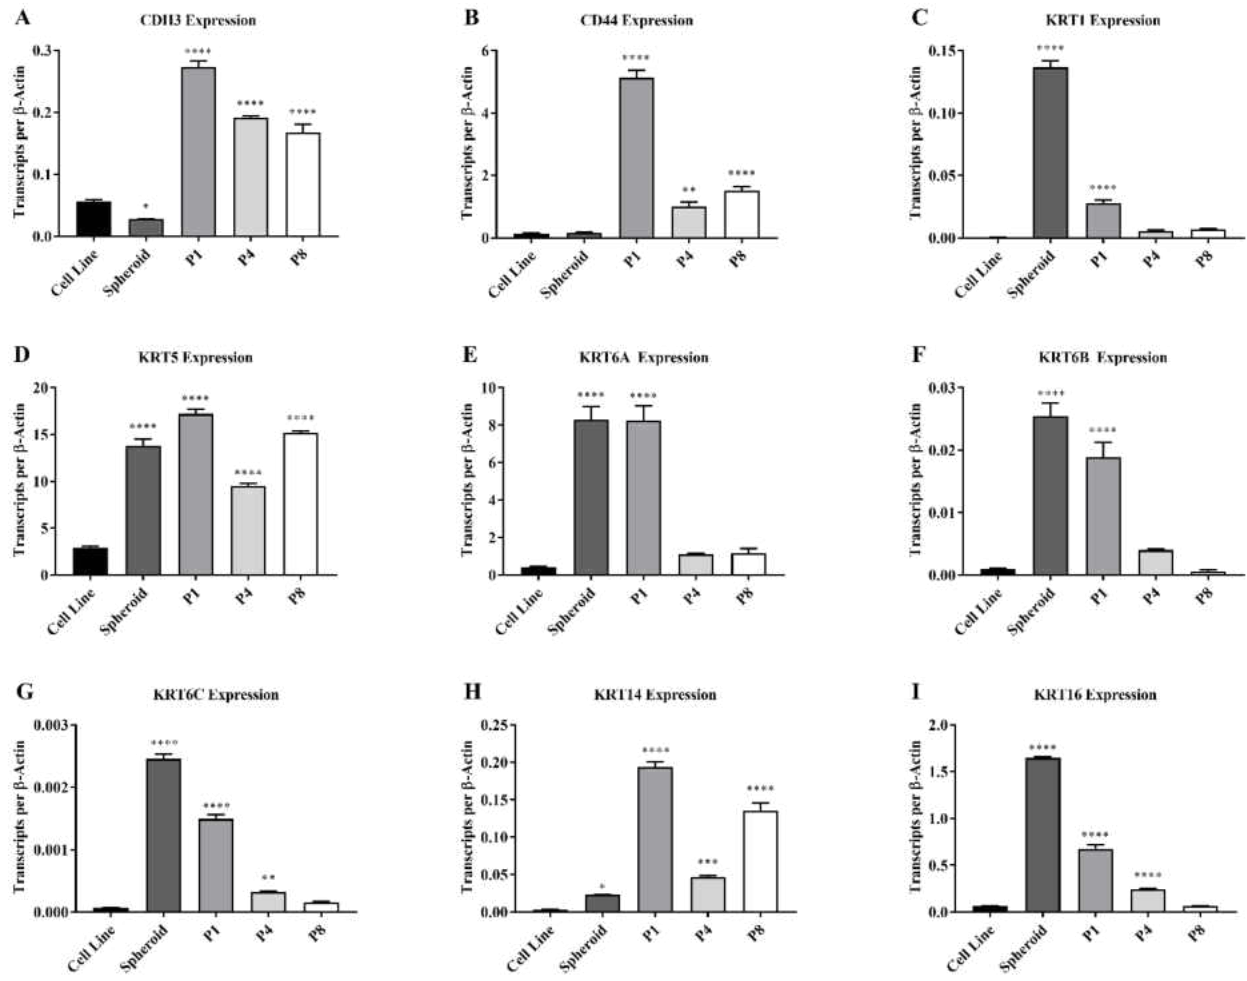 A
CDH3 Expression
Transcripts per β-Actin
0.3
0.2
0.1
0.0
****
*
****
****
Cell Line
Spheroid
P1
P4
P8
B
CD44 Expression
Transcripts per β-Actin
6
4
2
0
****
**
****
Cell Line
Spheroid
P1
P4
P8
C
KRT1 Expression
Transcripts per β-Actin
0.15
0.10
0.05
0.00
****
****
Cell Line
Spheroid
P1
P4
P8
D
KRT5 Expression
Transcripts per β-Actin
20
15
10
5
0
****
****
****
****
Cell Line
Spheroid
P1
P4
P8
E
KRT6A Expression
Transcripts per β-Actin
10
8
6
4
2
0
****
****
Cell Line
Spheroid
P1
P4
P8
F
KRT6B Expression
Transcripts per β-Actin
0.03
0.02
0.01
0.00
****
****
Cell Line
Spheroid
P1
P4
P8
G
KRT6C Expression
Transcripts per β-Actin
0.003
0.002
0.001
0.000
****
****
**
Cell Line
Spheroid
P1
P4
P8
H
KRT14 Expression
Transcripts per β-Actin
0.25
0.20
0.15
0.10
0.05
0.00
*
****
***
****
Cell Line
Spheroid
P1
P4
P8
I
KRT16 Expression
Transcripts per β-Actin
2.0
1.5
1.0
0.5
0.0
****
****
****
Cell Line
Spheroid
P1
P4
P8